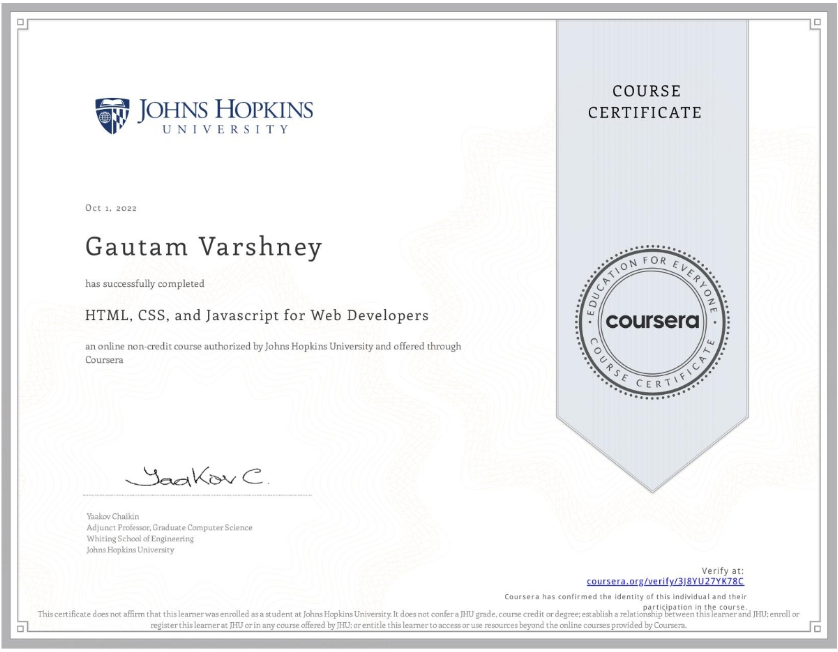 JOHNS HOPKINS
UNIVERSITY
COURSE
CERTIFICATE
Oct 1, 2022
Gautam Varshney
has successfully completed
HTML, CSS, and Javascript for Web Developers
an online non-credit course authorized by Johns Hopkins University and offered through
Coursera
EDUCATION FOR EVERYONE
coursera
COURSE CERTIFICATE
Yaakov C.
Yaakov Chaikin
Adjunct Professor, Graduate Computer Science
Whiting School of Engineering
Johns Hopkins University
Verify at:
coursera.org/verify/3J8YU27YK78C
Coursera has confirmed the identity of this individual and their
participation in the course.
This certificate does not affirm that this learner was enrolled as a student at Johns Hopkins University. It does not confer a JHU grade, course credit or degree; establish a relationship between this learner and JHU; enroll or
register this learner at JHU or in any course offered by JHU; or entitle this learner to access or use resources beyond the online courses provided by Coursera.